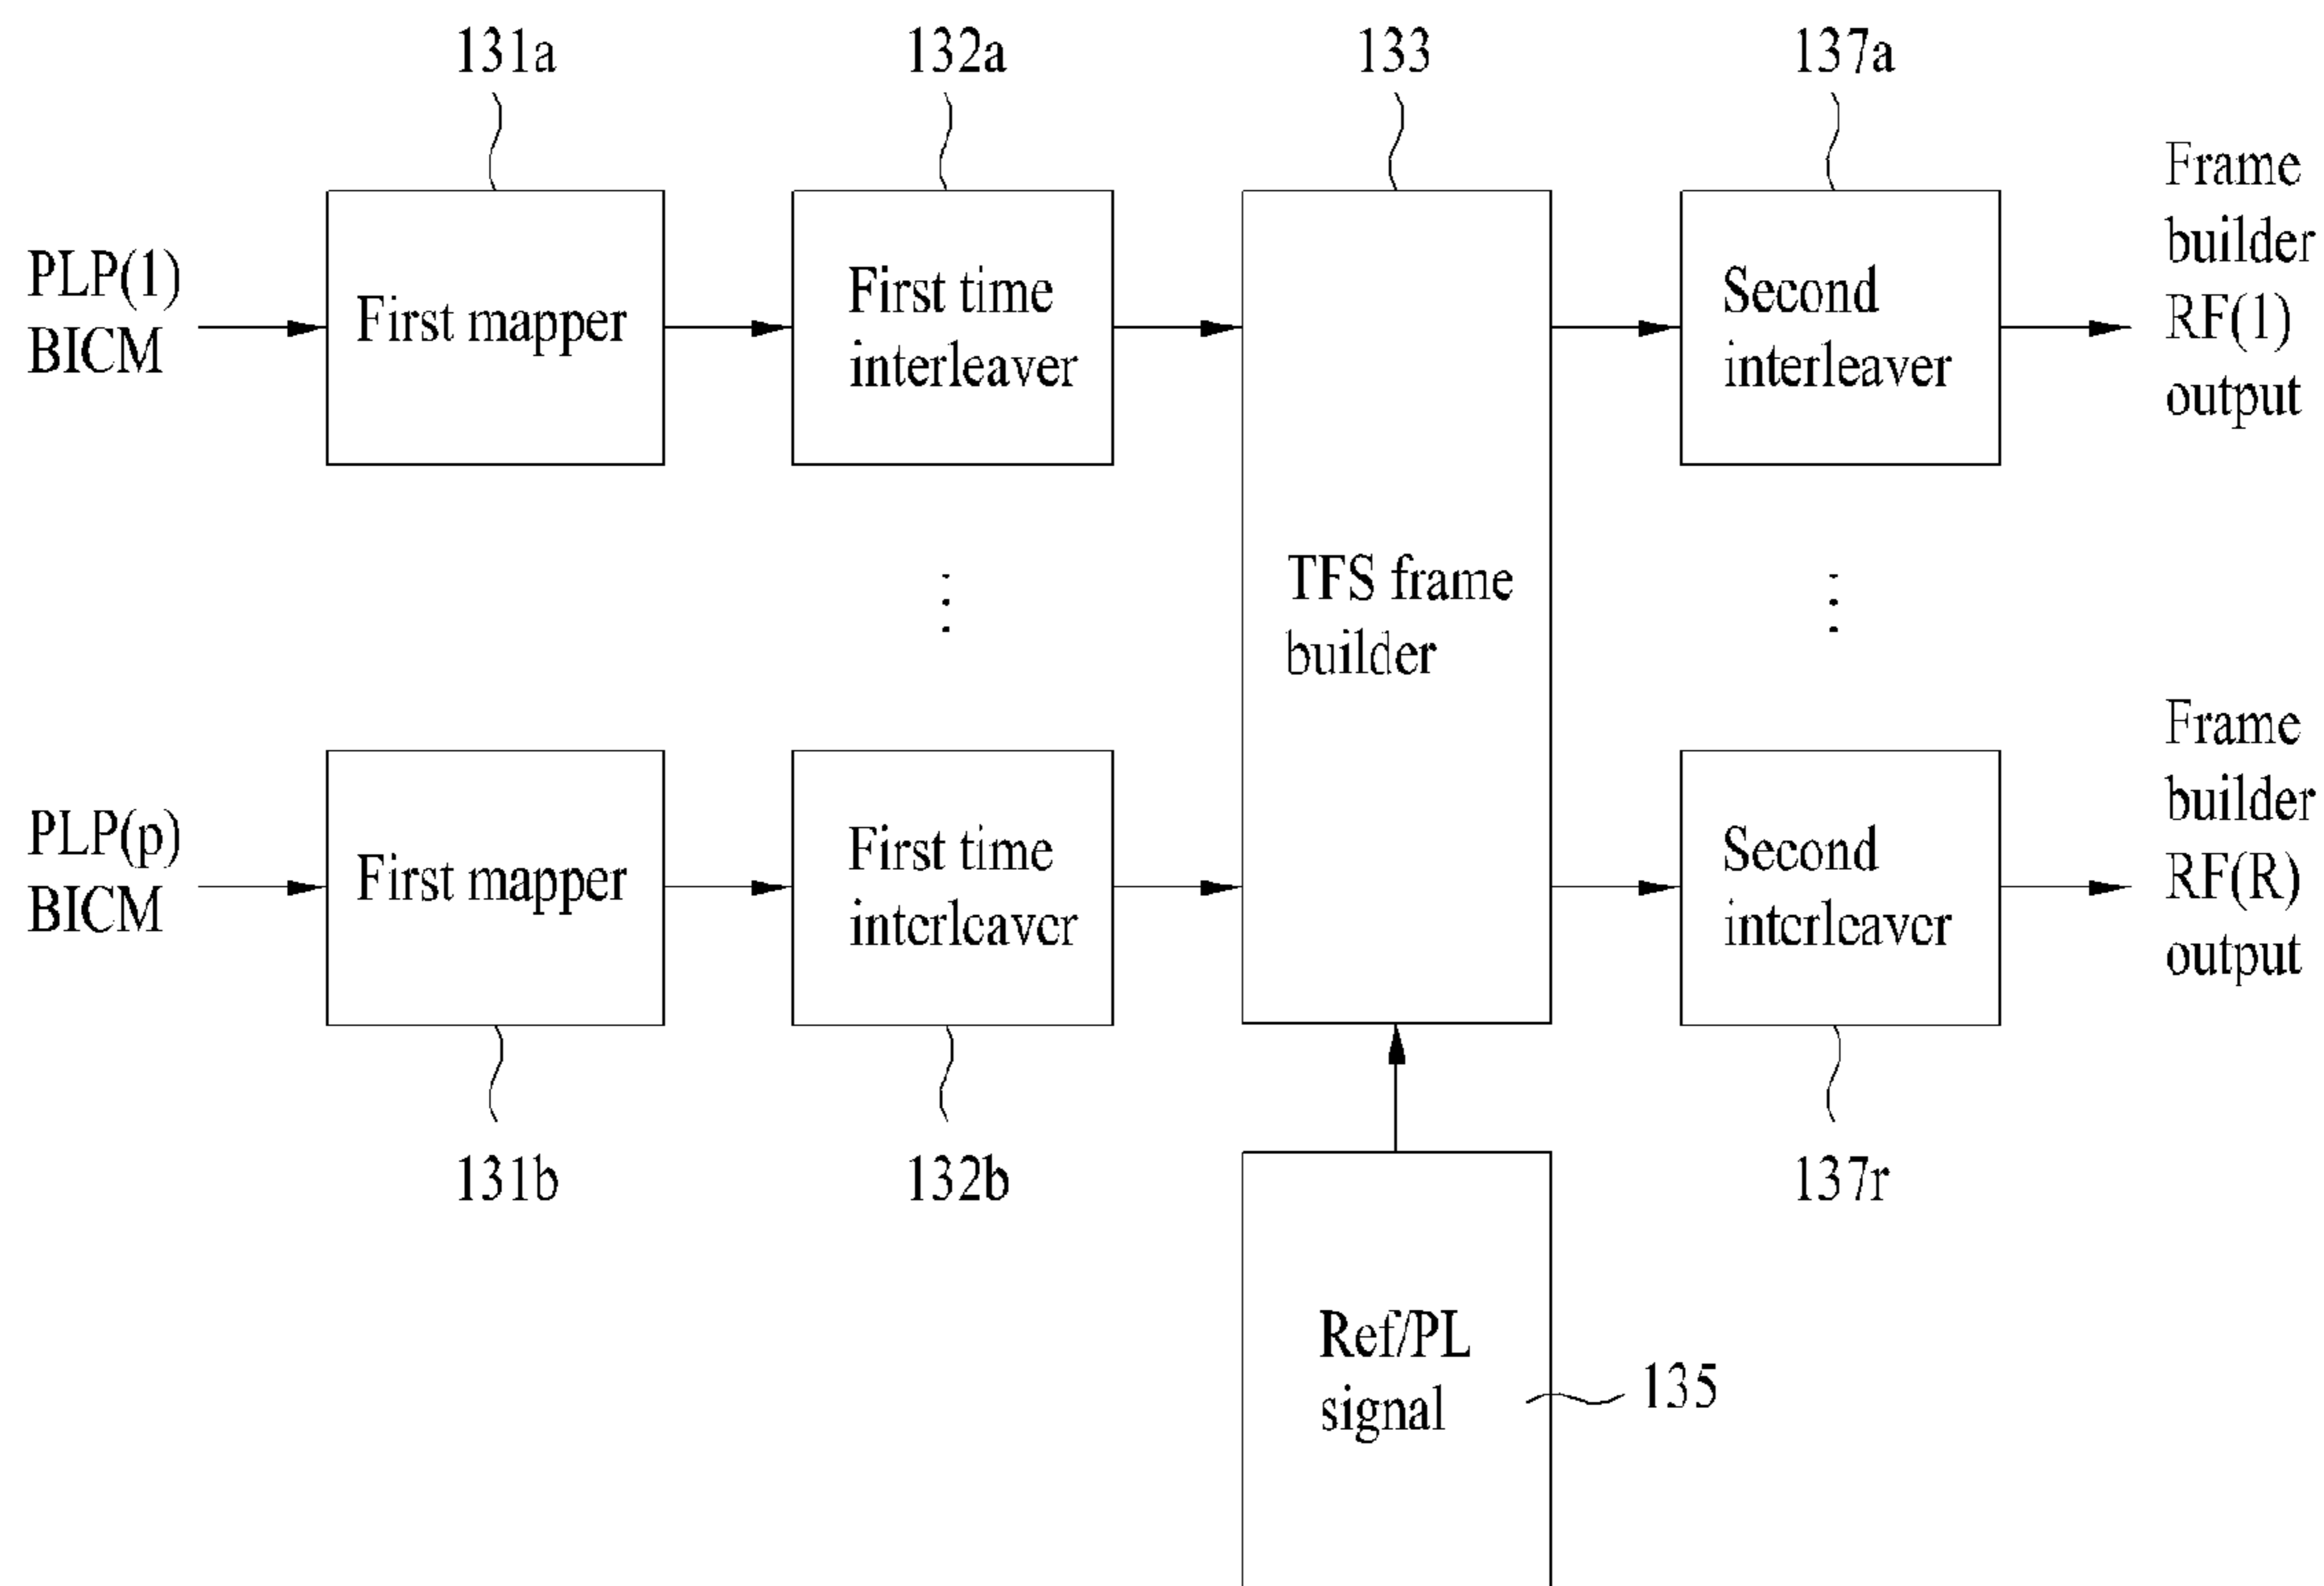 131a
132a
133
137a
PLP(1)
BICM
First mapper
First time
interleaver
TFS frame
builder
Second
interleaver
Frame
builder
RF(1)
output
PLP(p)
BICM
First mapper
First time
interleaver
Second
interleaver
Frame
builder
RF(R)
output
131b
132b
137r
Ref/PL
signal
135